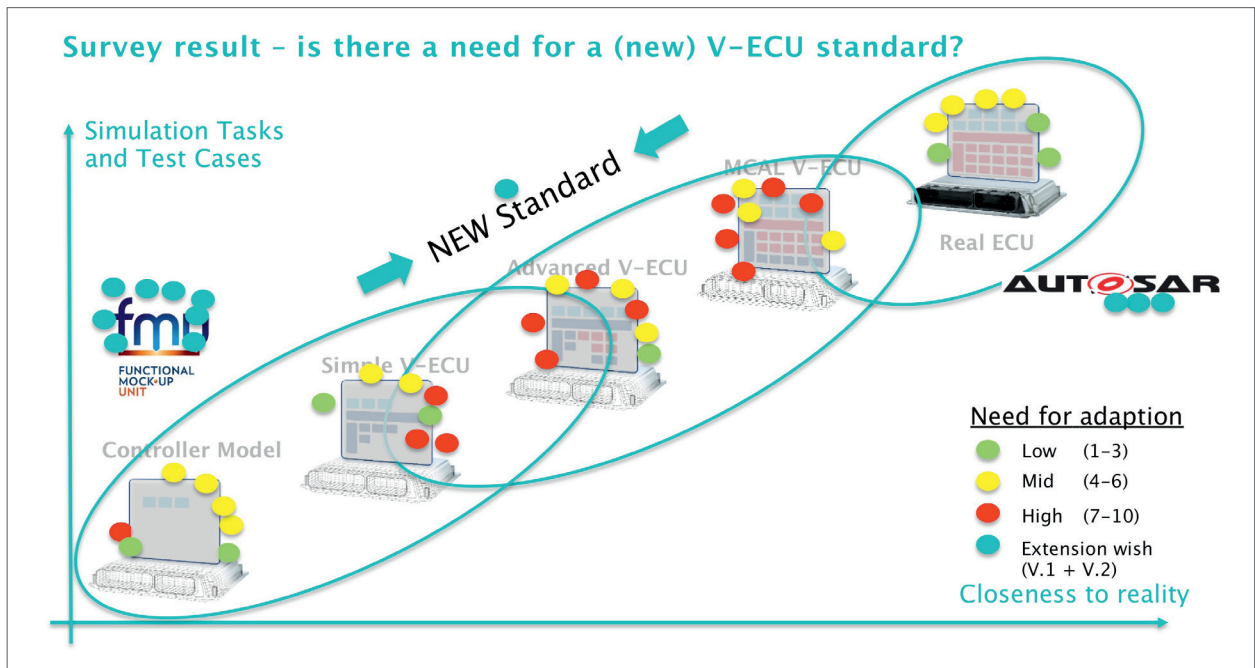 Survey result – is there a need for a (new) V-ECU standard?
Simulation Tasks
and Test Cases
NEW Standard
MCAL V-ECU
Real ECU
Advanced V-ECU
AUTOSAR
fmu
FUNCTIONAL
MOCK-UP
UNIT
Simple V-ECU
Controller Model
Need for adaption
Low (1–3)
Mid (4–6)
High (7–10)
Extension wish
(V.1 + V.2)
Closeness to reality